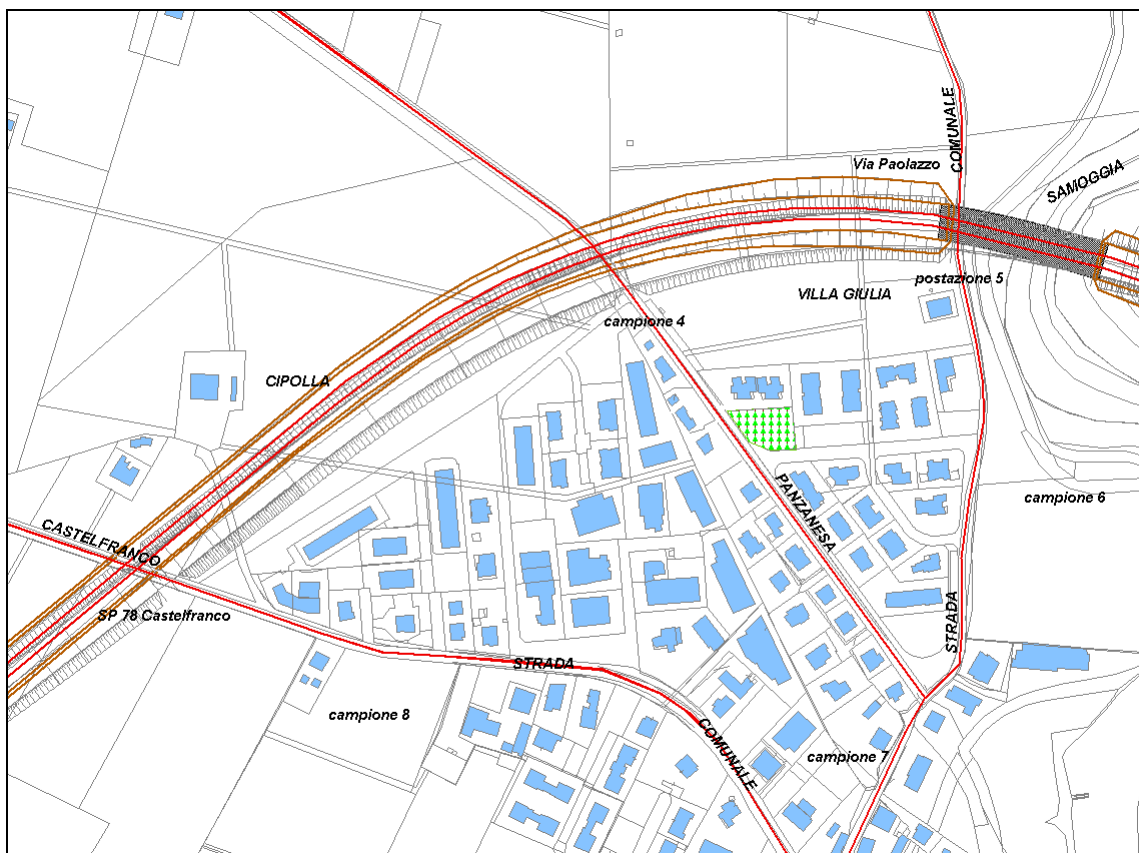 COMUNALE
Via Paolazzo
SAMOGGIA
postazione 5
VILLA GIULIA
campione 4
CIPOLLA
PANZANESA
campione 6
CASTELFRANCO
SP 78 Castelfranco
STRADA
STRADA
campione 8
COMUNALE
campione 7